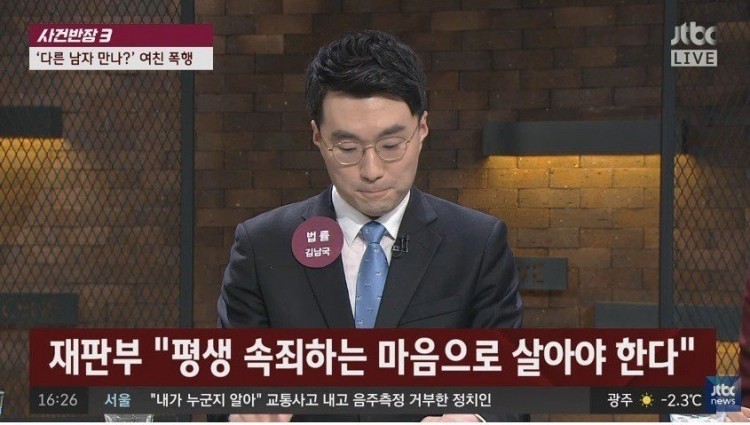 사건반장 3
'다른 남자 만나?' 여친 폭행
jtbc
LIVE
법률
김남국
재판부 "평생 속죄하는 마음으로 살아야 한다"
16:26 서울 "내가 누군지 알아" 교통사고 내고 음주측정 거부한 정치인 광주 -2.3℃
jtbc
news